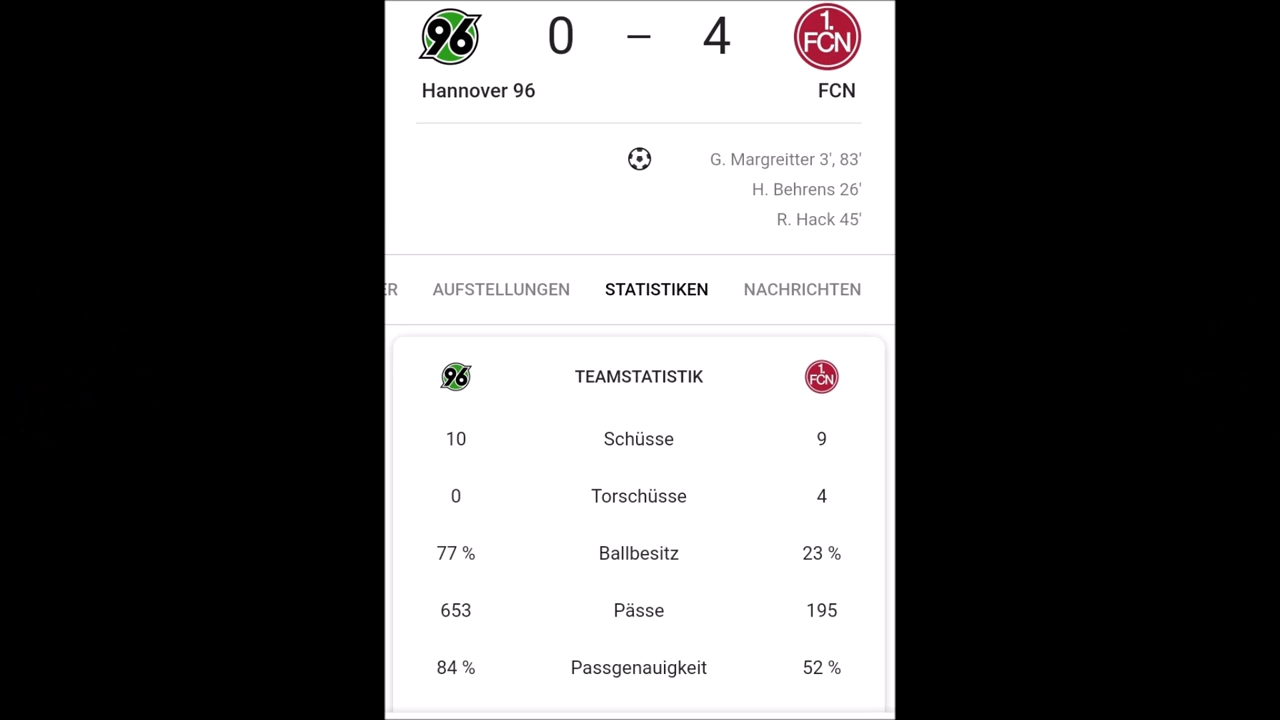 96 0 – 4 1. FCN
Hannover 96 FCN
G. Margreitter 3', 83'
H. Behrens 26'
R. Hack 45'
ER AUFSTELLUNGEN STATISTIKEN NACHRICHTEN
96 TEAMSTATISTIK 1. FCN
10 Schüsse 9
0 Torschüsse 4
77 % Ballbesitz 23 %
653 Pässe 195
84 % Passgenauigkeit 52 %